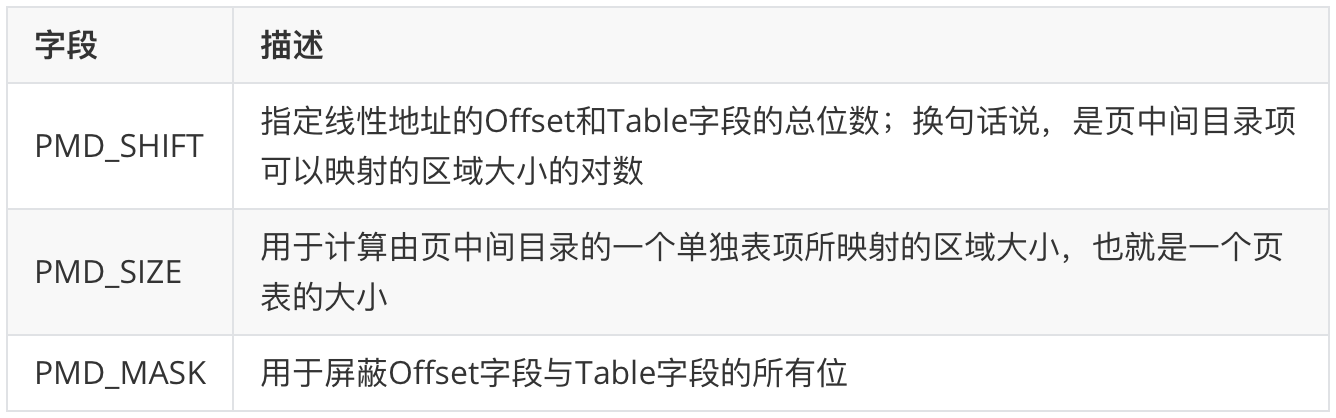 字段 描述
PMD_SHIFT 指定线性地址的Offset和Table字段的总位数；换句话说，是页中间目录项
可以映射的区域大小的对数
PMD_SIZE 用于计算由页中间目录的一个单独表项所映射的区域大小，也就是一个页
表的大小
PMD_MASK 用于屏蔽Offset字段与Table字段的所有位